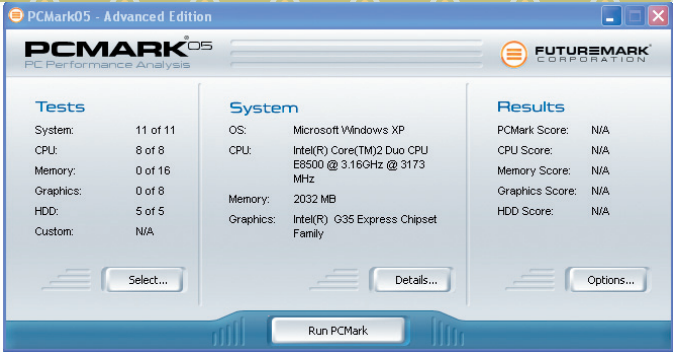 PCMark05 - Advanced Edition
PCMARK®05
PC Performance Analysis
FUTUREMARK®
CORPORATION
Tests
System: 11 of 11
CPU: 8 of 8
Memory: 0 of 16
Graphics: 0 of 8
HDD: 5 of 5
Custom: N/A
Select...
System
OS: Microsoft Windows XP
CPU: Intel(R) Core(TM)2 Duo CPU
E8500 @ 3.16GHz @ 3173
MHz
Memory: 2032 MB
Graphics: Intel(R) G35 Express Chipset
Family
Details...
Results
PCMark Score: N/A
CPU Score: N/A
Memory Score: N/A
Graphics Score: N/A
HDD Score: N/A
Options...
Run PCMark